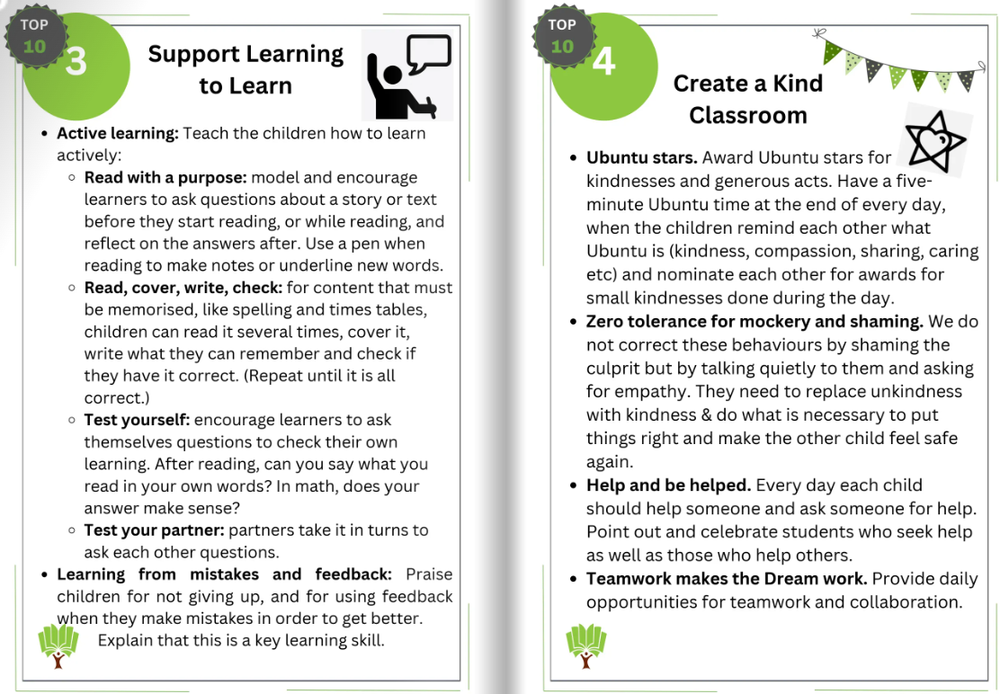 TOP
10
3
Support Learning
to Learn
• Active learning: Teach the children how to learn
actively:
◦ Read with a purpose: model and encourage
learners to ask questions about a story or text
before they start reading, or while reading, and
reflect on the answers after. Use a pen when
reading to make notes or underline new words.
◦ Read, cover, write, check: for content that must
be memorised, like spelling and times tables,
children can read it several times, cover it,
write what they can remember and check if
they have it correct. (Repeat until it is all
correct.)
◦ Test yourself: encourage learners to ask
themselves questions to check their own
learning. After reading, can you say what you
read in your own words? In math, does your
answer make sense?
◦ Test your partner: partners take it in turns to
ask each other questions.
• Learning from mistakes and feedback: Praise
children for not giving up, and for using feedback
when they make mistakes in order to get better.
Explain that this is a key learning skill.
TOP
10
4
Create a Kind
Classroom
• Ubuntu stars. Award Ubuntu stars for
kindnesses and generous acts. Have a five-
minute Ubuntu time at the end of every day,
when the children remind each other what
Ubuntu is (kindness, compassion, sharing, caring
etc) and nominate each other for awards for
small kindnesses done during the day.
• Zero tolerance for mockery and shaming. We do
not correct these behaviours by shaming the
culprit but by talking quietly to them and asking
for empathy. They need to replace unkindness
with kindness & do what is necessary to put
things right and make the other child feel safe
again.
• Help and be helped. Every day each child
should help someone and ask someone for help.
Point out and celebrate students who seek help
as well as those who help others.
• Teamwork makes the Dream work. Provide daily
opportunities for teamwork and collaboration.